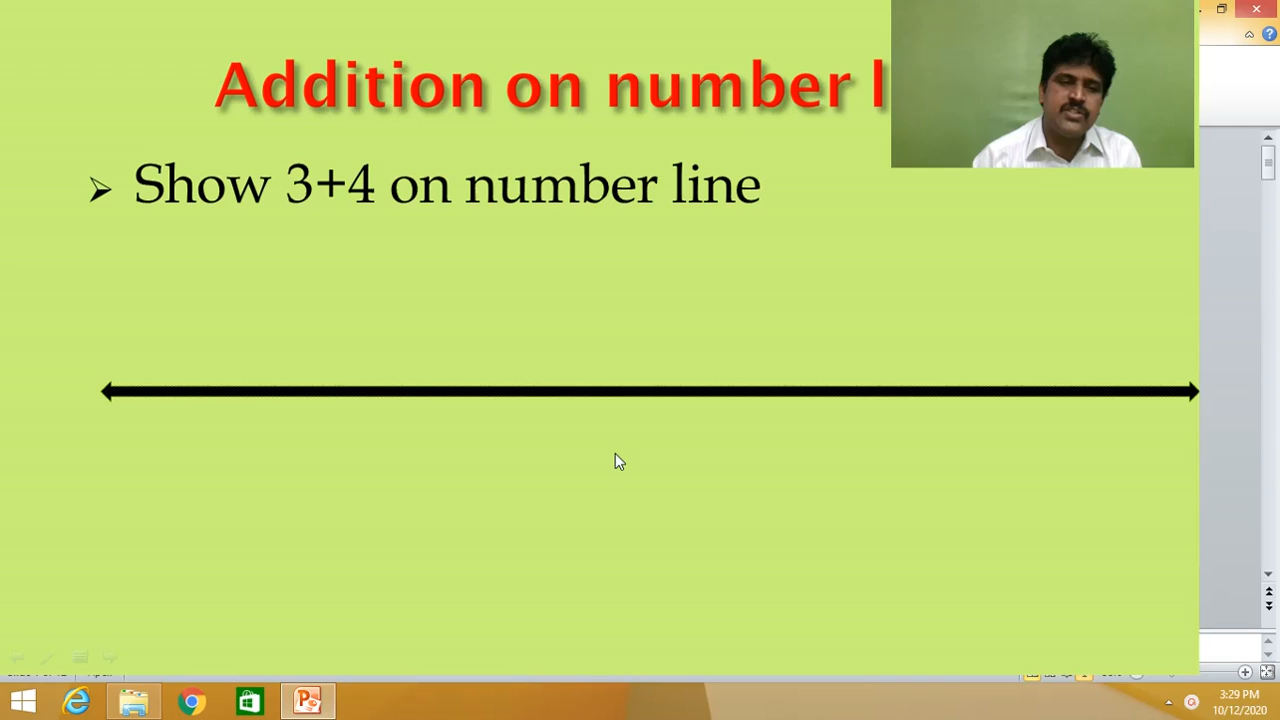 Addition on number l
➢ Show 3+4 on number line
3:29 PM
10/12/2020